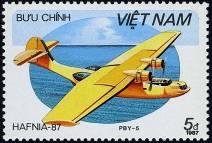 BƯU CHÍNH VIỆT NAM
HAFNIA-87 PBY-5 5đ
1987